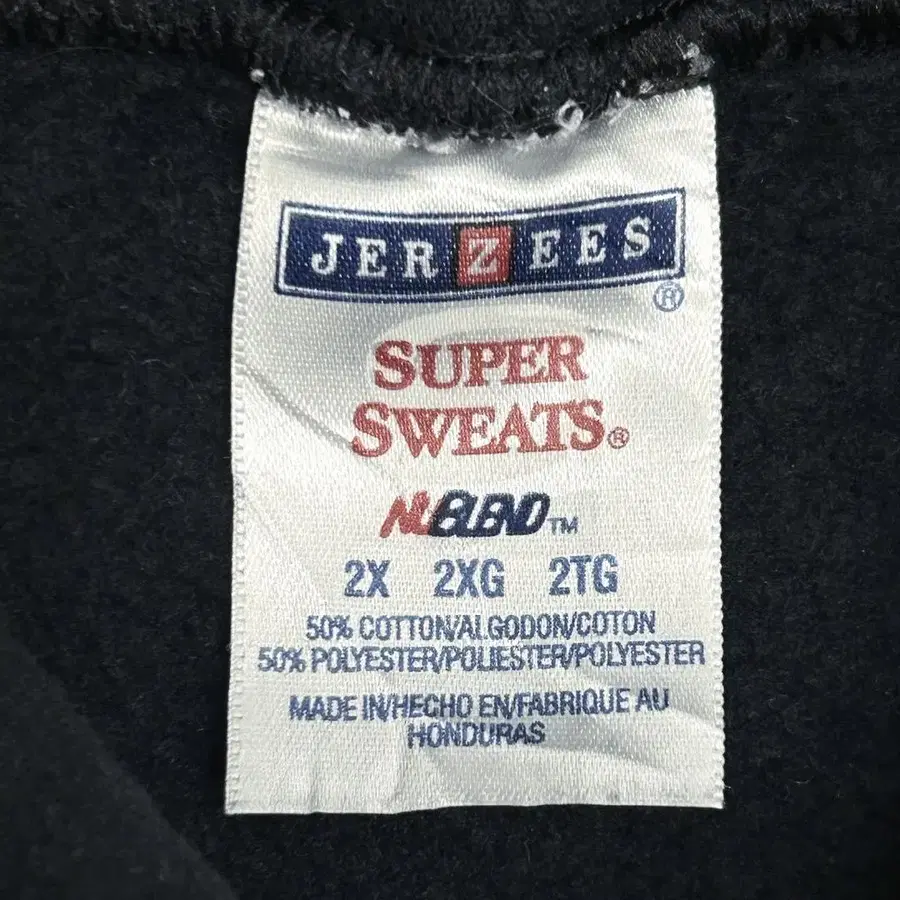 JERZEES®
SUPER
SWEATS®
NUBLEND™
2X 2XG 2TG
50% COTTON/ALGODON/COTON
50% POLYESTER/POLIESTER/POLYESTER
MADE IN/HECHO EN/FABRIQUE AU
HONDURAS